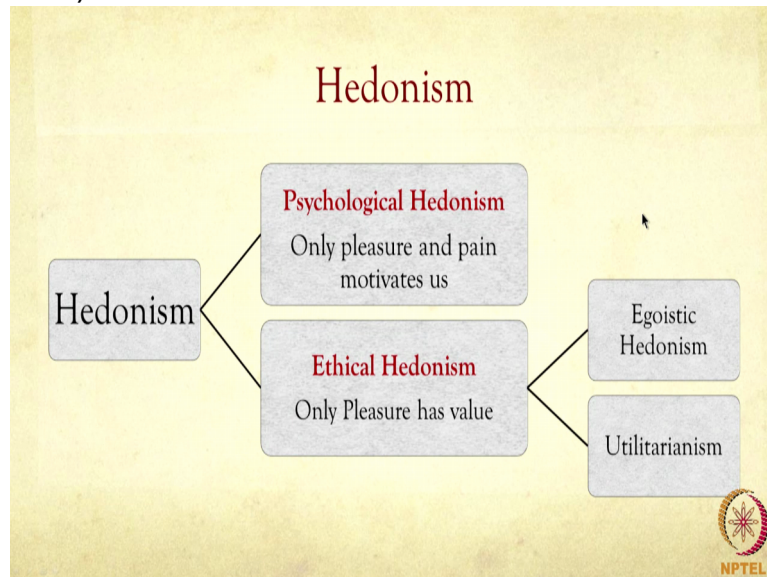 Hedonism
Psychological Hedonism
Only pleasure and pain
motivates us
Hedonism
Ethical Hedonism
Only Pleasure has value
Egoistic
Hedonism
Utilitarianism
NPTEL